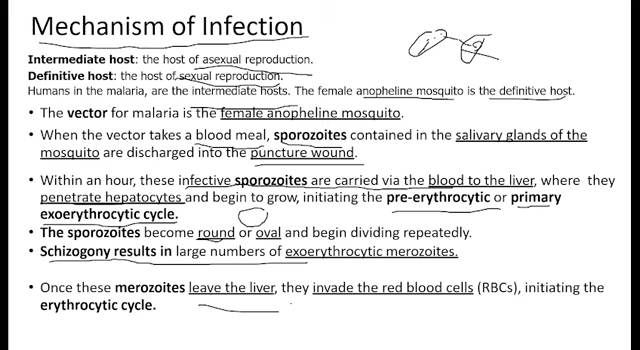 Mechanism of Infection
Intermediate host: the host of asexual reproduction.
Definitive host: the host of sexual reproduction.
Humans in the malaria, are the intermediate hosts. The female anopheline mosquito is the definitive host.
• The vector for malaria is the female anopheline mosquito.
• When the vector takes a blood meal, sporozoites contained in the salivary glands of the
mosquito are discharged into the puncture wound.
• Within an hour, these infective sporozoites are carried via the blood to the liver, where they
penetrate hepatocytes and begin to grow, initiating the pre-erythrocytic or primary
exoerythrocytic cycle.
• The sporozoites become round or oval and begin dividing repeatedly.
• Schizogony results in large numbers of exoerythrocytic merozoites.
• Once these merozoites leave the liver, they invade the red blood cells (RBCs), initiating the
erythrocytic cycle.